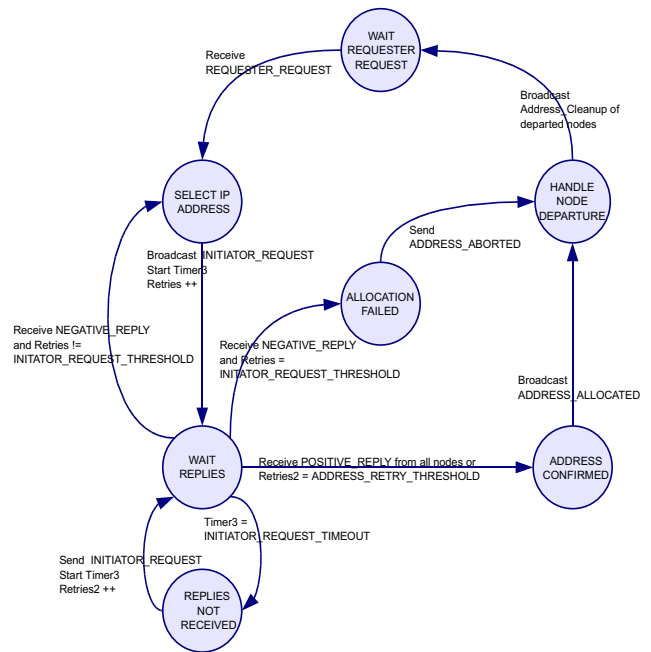 WAIT
REQUESTER
REQUEST
Receive
REQUESTER_REQUEST
Broadcast
Address_Cleanup of
departed nodes
SELECT IP
ADDRESS
HANDLE
NODE
DEPARTURE
Send
ADDRESS_ABORTED
Broadcast INITIATOR_REQUEST
Start Timer3
Retries ++
ALLOCATION
FAILED
Receive NEGATIVE_REPLY
and Retries !=
INITATOR_REQUEST_THRESHOLD
Receive NEGATIVE_REPLY
and Retries =
INITATOR_REQUEST_THRESHOLD
Broadcast
ADDRESS_ALLOCATED
WAIT
REPLIES
Receive POSITIVE_REPLY from all nodes or
Retries2 = ADDRESS_RETRY_THRESHOLD
ADDRESS
CONFIRMED
Timer3 =
INITIATOR_REQUEST_TIMEOUT
Send INITIATOR_REQUEST
Start Timer3
Retries2 ++
REPLIES
NOT
RECEIVED